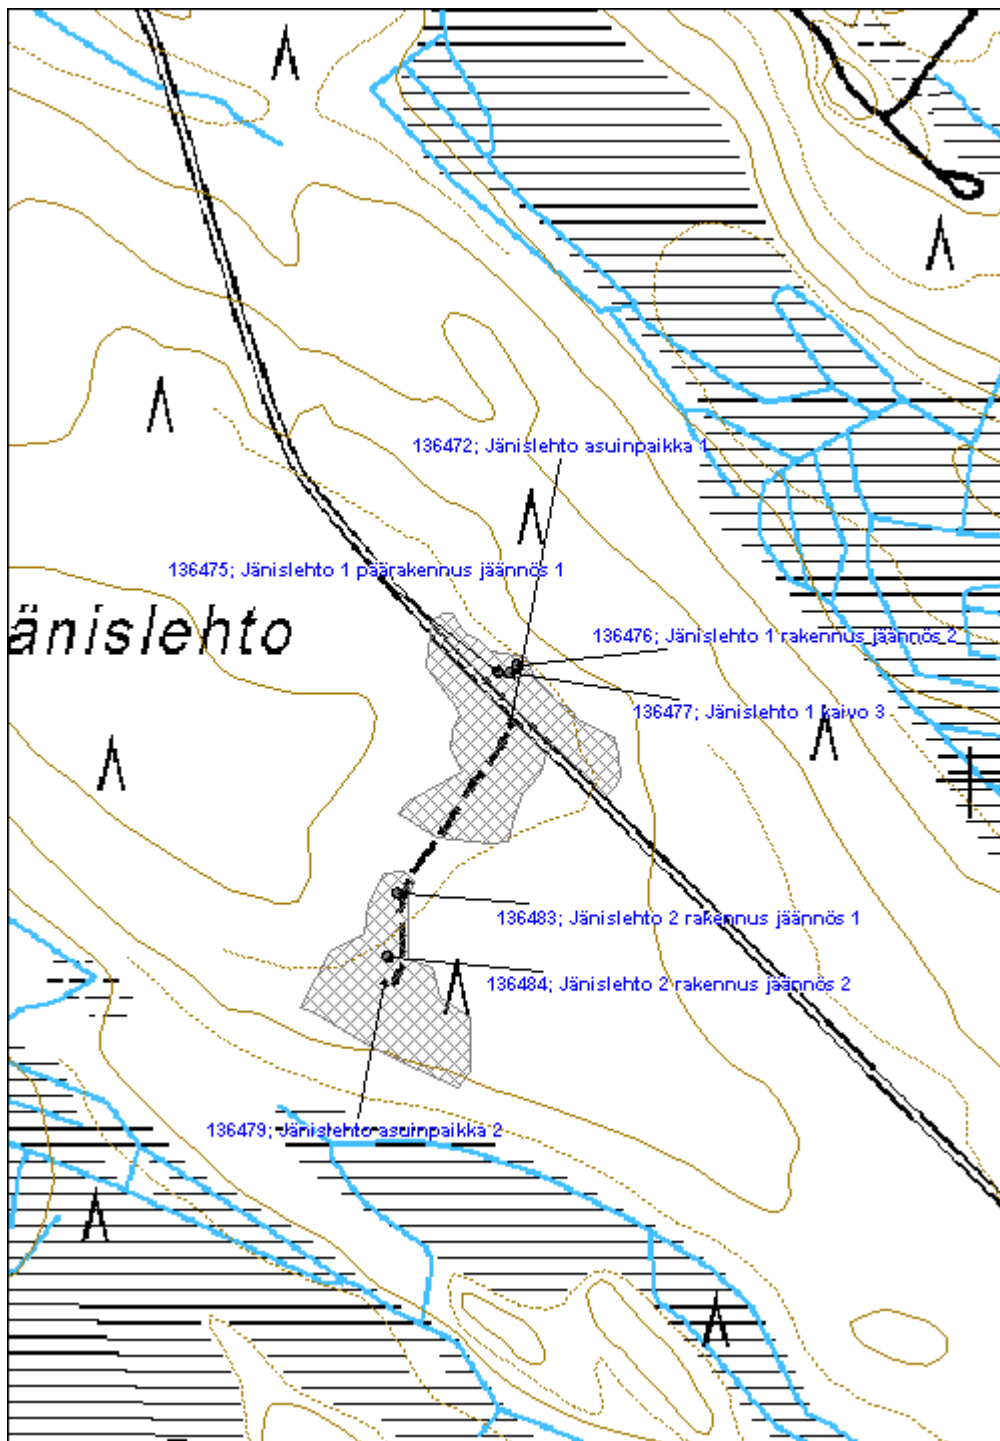 136472; Jänislehto asuinpaikka 1
136475; Jänislehto 1 päärakennus jäännös 1
änislehto
136476; Jänislehto 1 rakennus jäännös 2
136477; Jänislehto 1 kaivo 3
136483; Jänislehto 2 rakennus jäännös 1
136484; Jänislehto 2 rakennus jäännös 2
136479; Jänislehto asuinpaikka 2